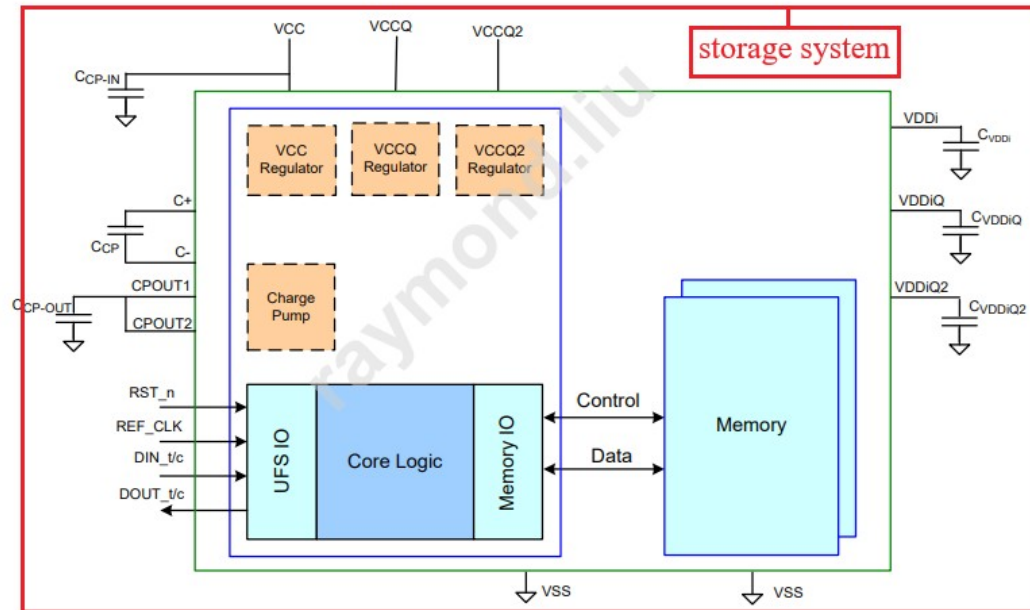 storage system
VCC
VCCQ
VCCQ2
CCP-IN
VCC
Regulator
VCCQ
Regulator
VCCQ2
Regulator
VDDi
CVDDi
C+
CCP
C-
VDDiQ
CVDDiQ
CPOUT1
CCP-OUT
CPOUT2
Charge
Pump
VDDiQ2
CVDDiQ2
RST_n
REF_CLK
DIN_t/c
DOUT_t/c
UFS IO
Core Logic
Memory IO
Control
Data
Memory
VSS
VSS
raymond.liu